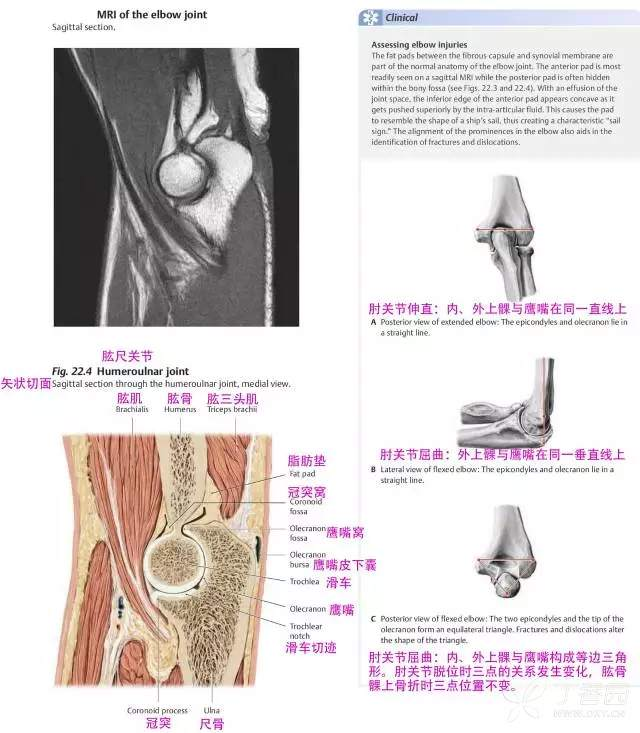 MRI of the elbow joint
Sagittal section.
肱尺关节
Fig. 22.4 Humeroulnar joint
矢状切面 Sagittal section through the humeroulnar joint, medial view.
肱肌 肱骨 肱三头肌
Brachialis Humerus Triceps brachii
脂肪垫
Fat pad
冠突窝
Coronoid
fossa
Olecranon
fossa 鹰嘴窝
Olecranon
bursa 鹰嘴皮下囊
Trochlea 滑车
Olecranon 鹰嘴
Trochlear
notch
滑车切迹
Coronoid process Ulna
冠突 尺骨
Clinical
Assessing elbow injuries
The fat pads between the fibrous capsule and synovial membrane are
part of the normal anatomy of the elbow joint. The anterior pad is most
readily seen on a sagittal MRI while the posterior pad is often hidden
within the bony fossa (see Figs. 22.3 and 22.4). With an effusion of the
joint space, the inferior edge of the anterior pad appears concave as it
gets pushed superiorly by the intra-articular fluid. This causes the pad
to resemble the shape of a ship's sail, thus creating a characteristic "sail
sign." The alignment of the prominences in the elbow also aids in the
identification of fractures and dislocations.
肘关节伸直：内、外上髁与鹰嘴在同一直线上
A Posterior view of extended elbow: The epicondyles and olecranon lie in
a straight line.
肘关节屈曲：外上髁与鹰嘴在同一垂直线上
B Lateral view of flexed elbow: The epicondyles and olecranon lie in a
straight line.
C Posterior view of flexed elbow: The two epicondyles and the tip of the
olecranon form an equilateral triangle. Fractures and dislocations alter
the shape of the triangle.
肘关节屈曲：内、外上髁与鹰嘴构成等边三角
形。肘关节脱位时三点的关系发生变化，肱骨
髁上骨折时三点位置不变。
丁香园
WWW.DXY.CN